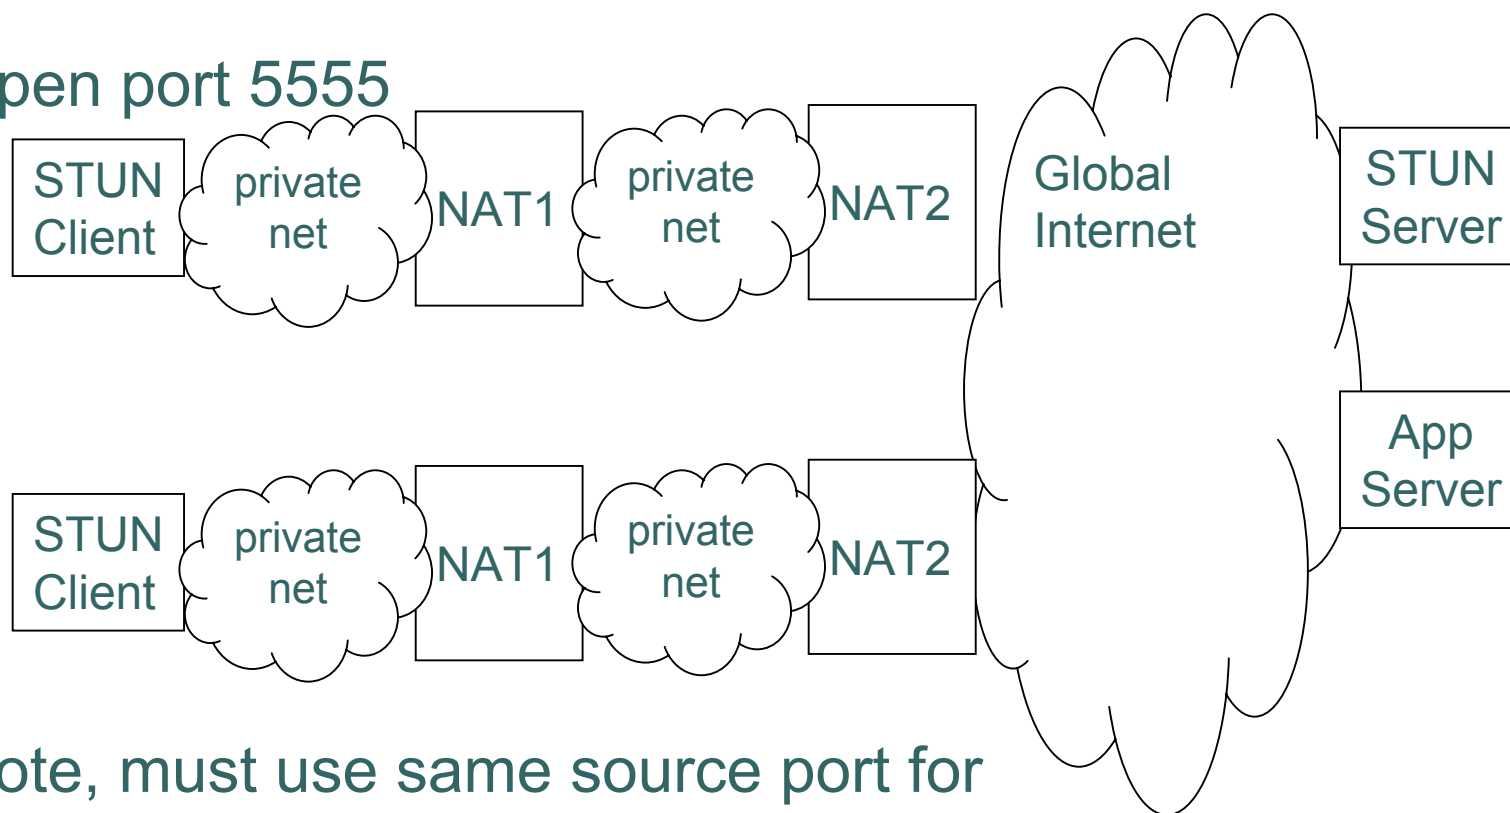 pen port 5555
STUN
Client
private
net
NAT1
private
net
NAT2
Global
Internet
STUN
Server
App
Server
STUN
Client
private
net
NAT1
private
net
NAT2
ote, must use same source port for